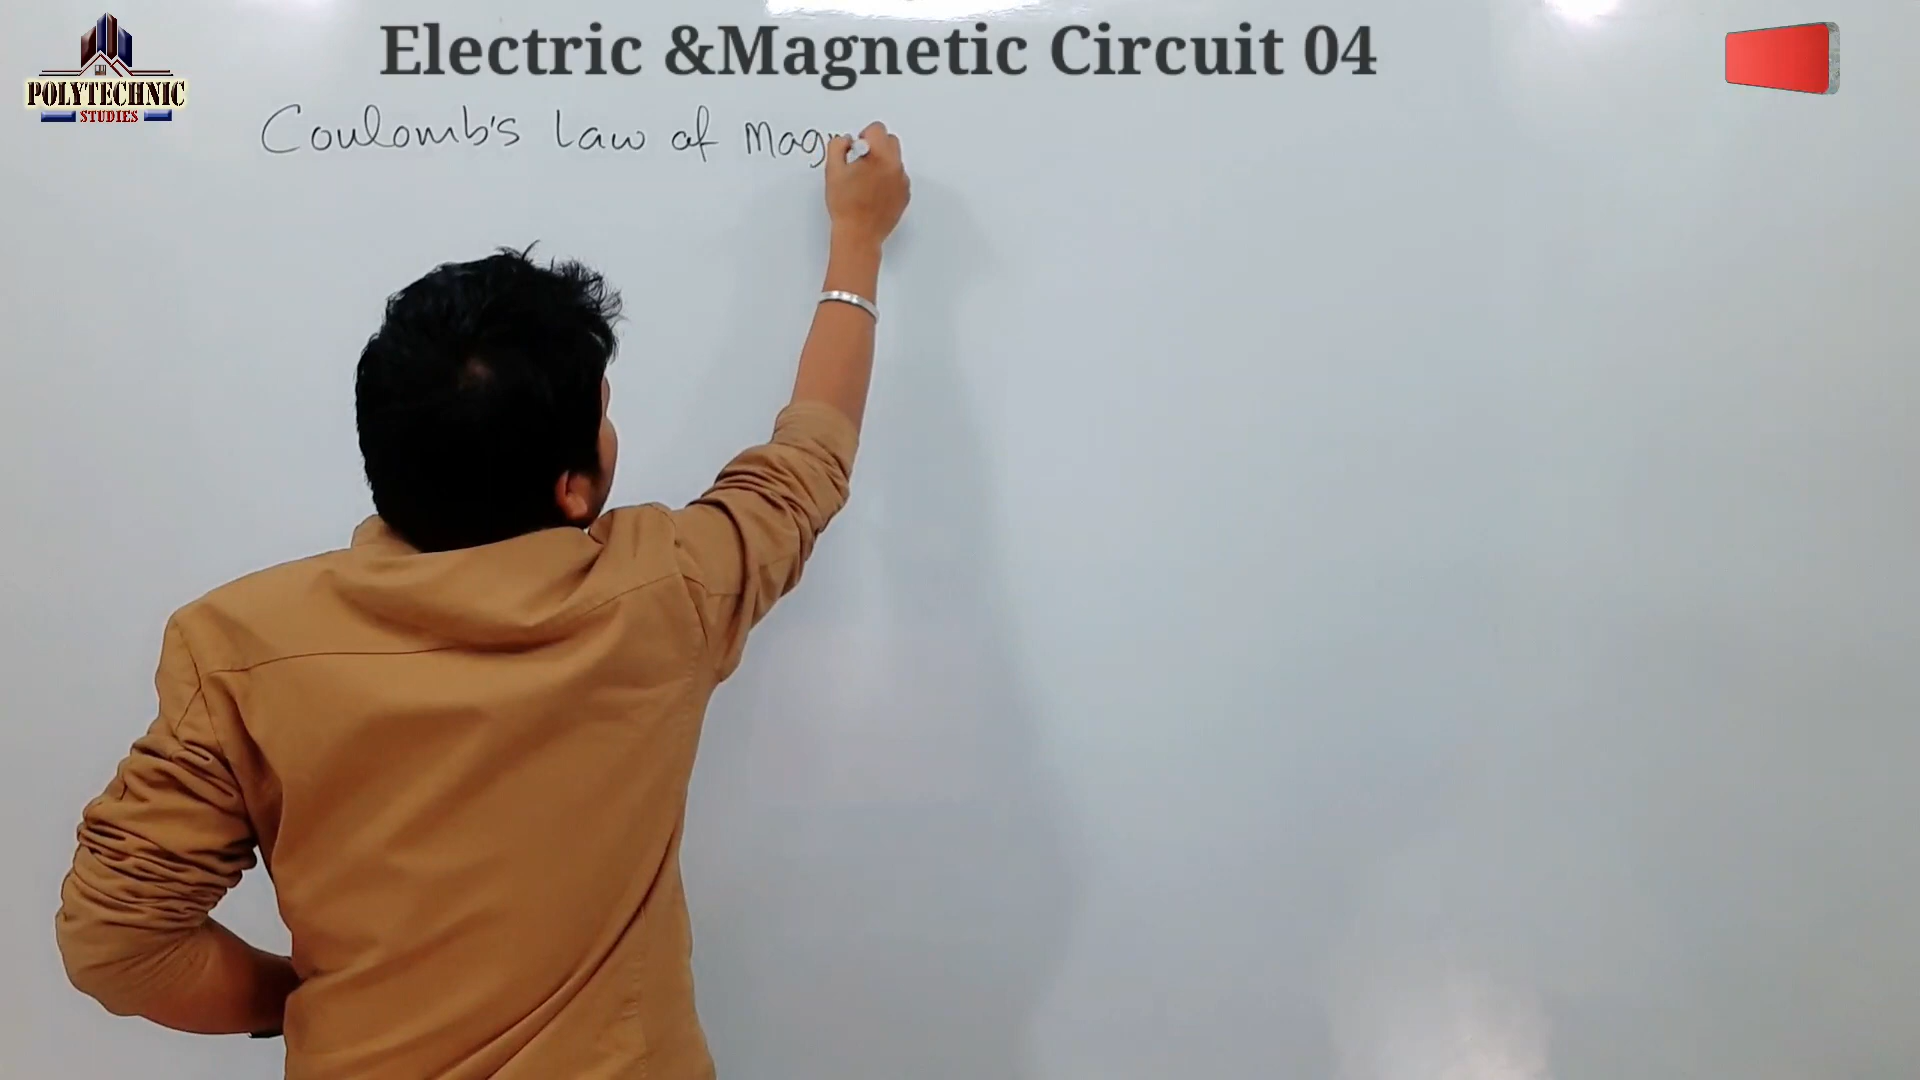 Electric &Magnetic Circuit 04
POLYTECHNIC
STUDIES
Coulomb's Law of Mag